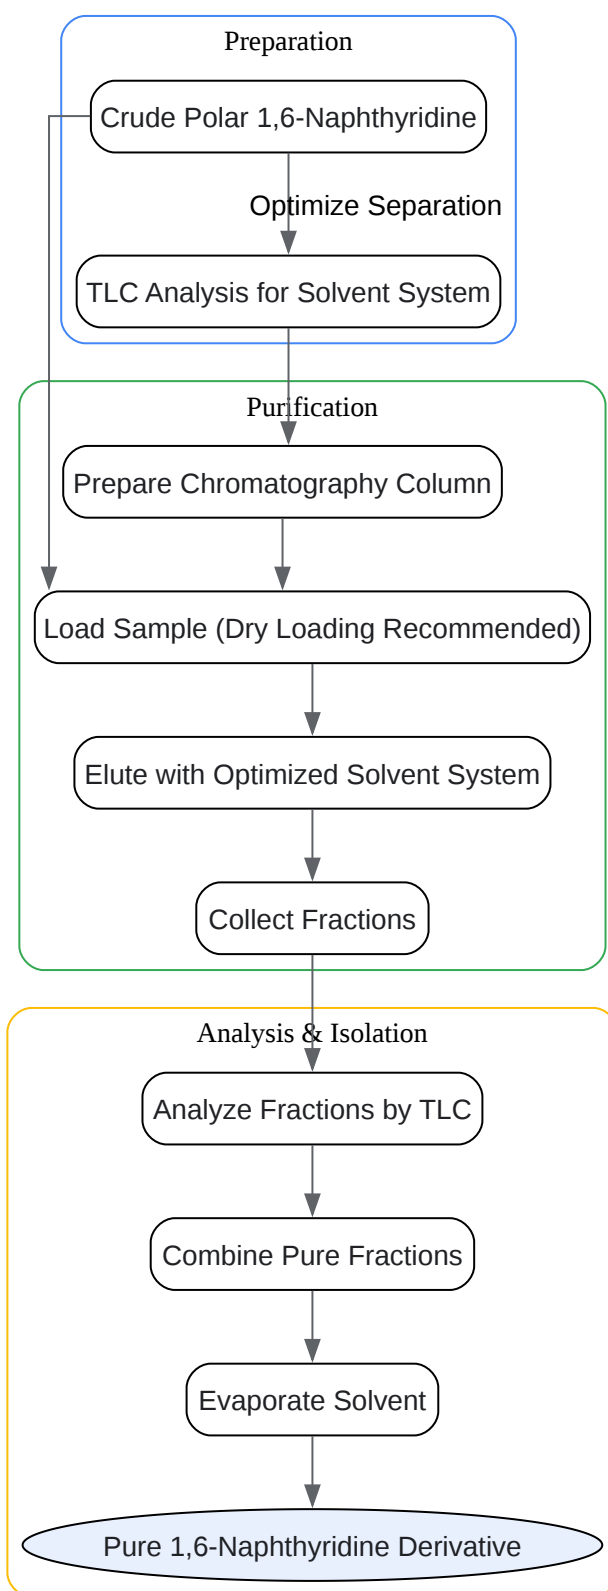 Preparation
Crude Polar 1,6-Naphthyridine
Optimize Separation
TLC Analysis for Solvent System
Purification
Prepare Chromatography Column
Load Sample (Dry Loading Recommended)
Elute with Optimized Solvent System
Collect Fractions
Analysis & Isolation
Analyze Fractions by TLC
Combine Pure Fractions
Evaporate Solvent
Pure 1,6-Naphthyridine Derivative